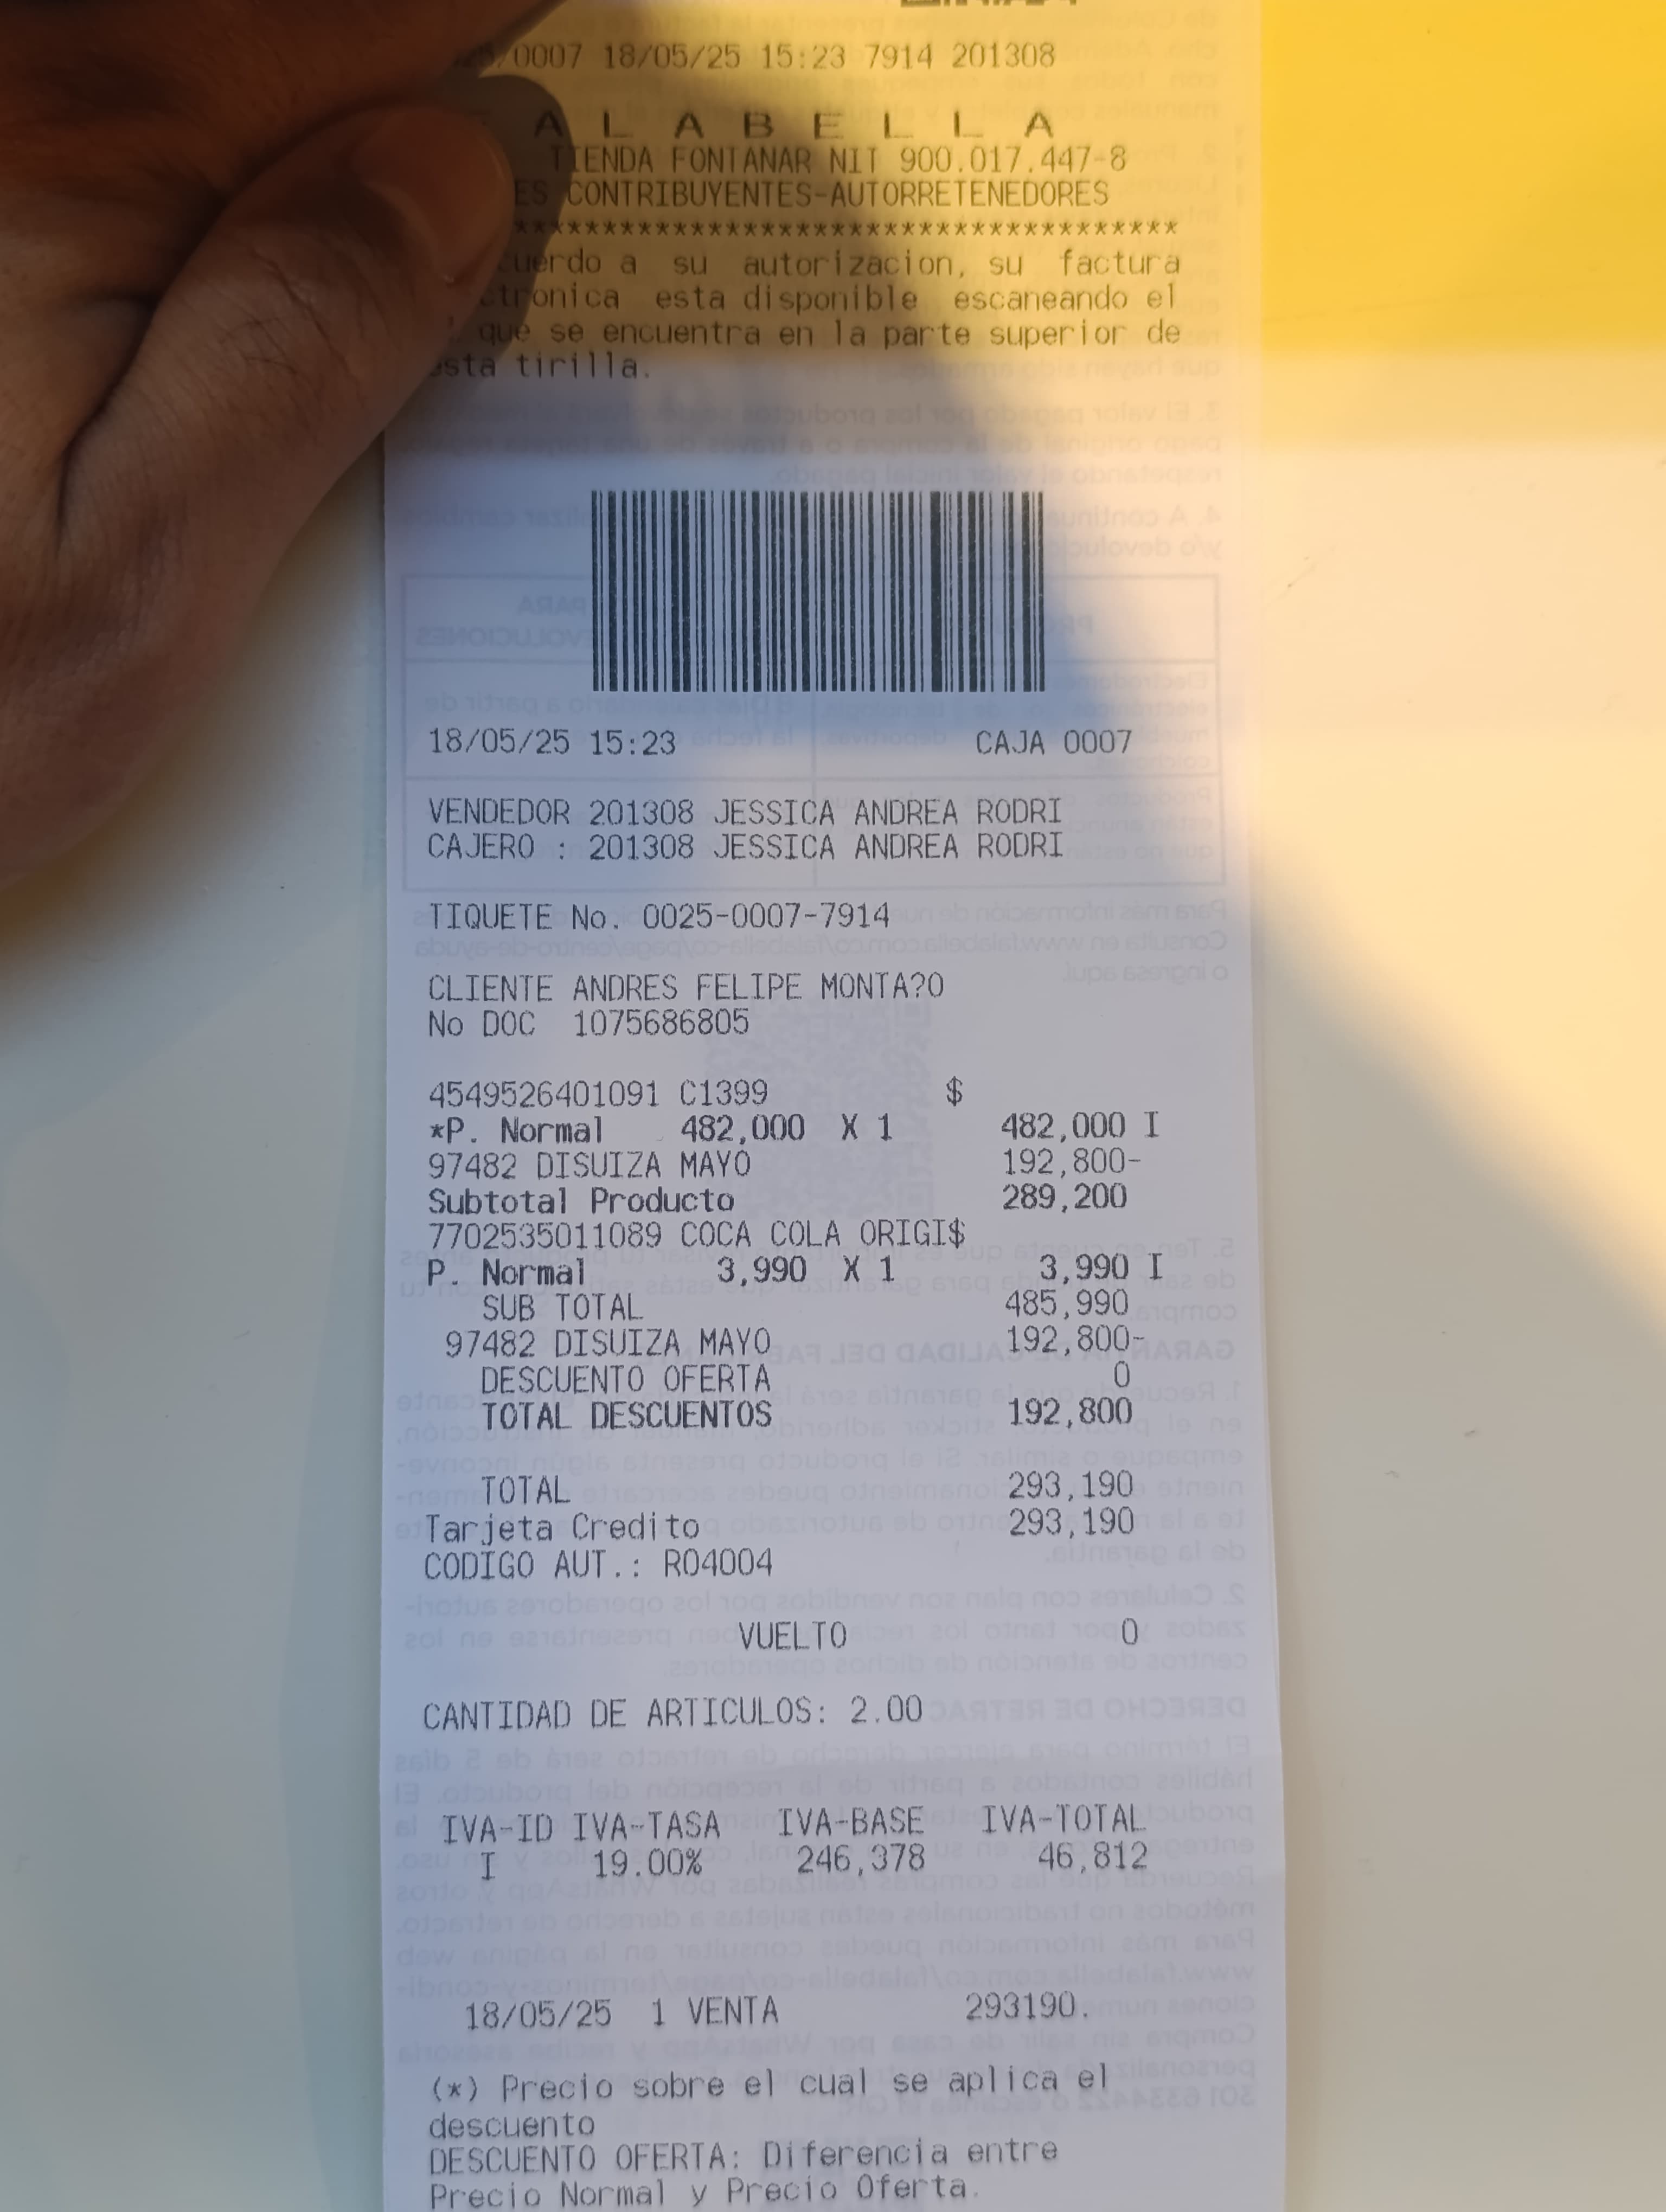 /0007 18/05/25 15:23 7914 201308
A L A B E L L A
TIENDA FONTANAR NIT 900.017.447-8
ES CONTRIBUYENTES-AUTORRETENEDORES
**************************************
cuerdo a su autorizacion, su factura
ctronica esta disponible escaneando el
que se encuentra en la parte superior de
esta tirilla.
18/05/25 15:23 CAJA 0007
VENDEDOR 201308 JESSICA ANDREA RODRI
CAJERO : 201308 JESSICA ANDREA RODRI
TIQUETE No. 0025-0007-7914
CLIENTE ANDRES FELIPE MONTA?O
No DOC 1075686805
4549526401091 C1399 $
*P. Normal 482,000 X 1 482,000 I
97482 DISUIZA MAYO 192,800-
Subtotal Producto 289,200
7702535011089 COCA COLA ORIGI$
P. Normal 3,990 X 1 3,990 I
SUB TOTAL 485,990
97482 DISUIZA MAYO 192,800-
DESCUENTO OFERTA 0
TOTAL DESCUENTOS 192,800
TOTAL 293,190
Tarjeta Credito 293,190
CODIGO AUT.: R04004
VUELTO 0
CANTIDAD DE ARTICULOS: 2.00
IVA-ID IVA-TASA IVA-BASE IVA-TOTAL
I 19.00% 246,378 46,812
18/05/25 1 VENTA 293190.
(*) Precio sobre el cual se aplica el
descuento
DESCUENTO OFERTA: Diferencia entre
Precio Normal y Precio Oferta.